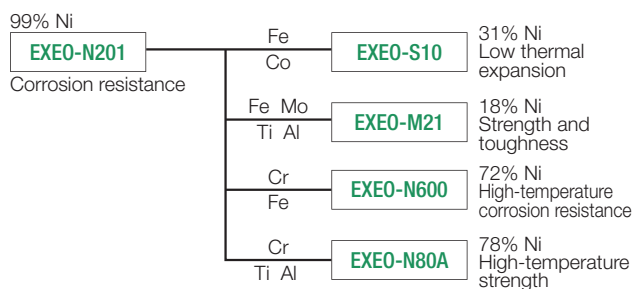 99% Ni
EXEO-N201
Corrosion resistance
Fe
Co
EXEO-S10
31% Ni
Low thermal
expansion
Fe Mo
Ti Al
EXEO-M21
18% Ni
Strength and
toughness
Cr
Fe
EXEO-N600
72% Ni
High-temperature
corrosion resistance
Cr
Ti Al
EXEO-N80A
78% Ni
High-temperature
strength